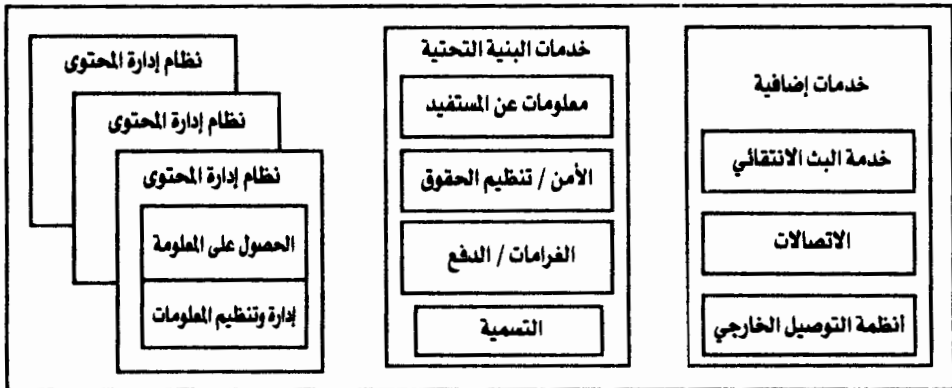 نظام إدارة المحتوى
نظام إدارة المحتوى
نظام إدارة المحتوى
الحصول على المعلومة
إدارة وتنظيم المعلومات
خدمات البنية التحتية
معلومات عن المستفيد
الأمن / تنظيم الحقوق
الغرامات / الدفع
التسمية
خدمات إضافية
خدمة البث الانتقائي
الاتصالات
أنظمة التوصيل الخارجي